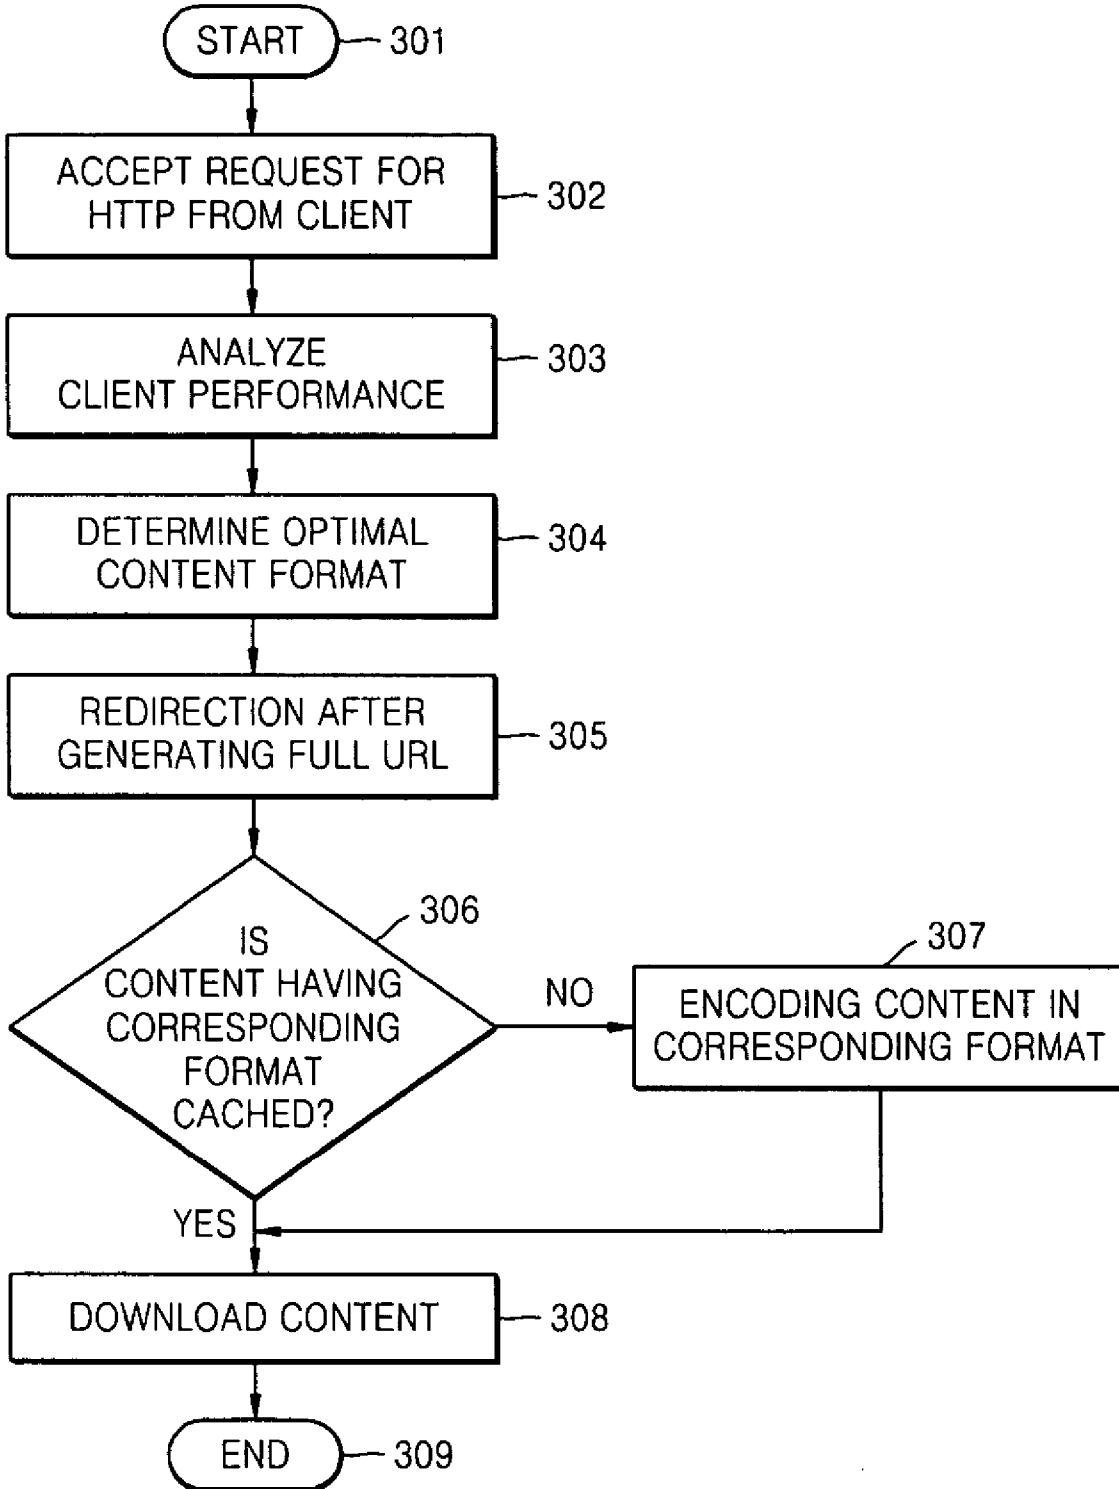 START
301
ACCEPT REQUEST FOR
HTTP FROM CLIENT
302
ANALYZE
CLIENT PERFORMANCE
303
DETERMINE OPTIMAL
CONTENT FORMAT
304
REDIRECTION AFTER
GENERATING FULL URL
305
306
IS
CONTENT HAVING
CORRESPONDING
FORMAT
CACHED?
NO
307
ENCODING CONTENT IN
CORRESPONDING FORMAT
YES
DOWNLOAD CONTENT
308
END
309